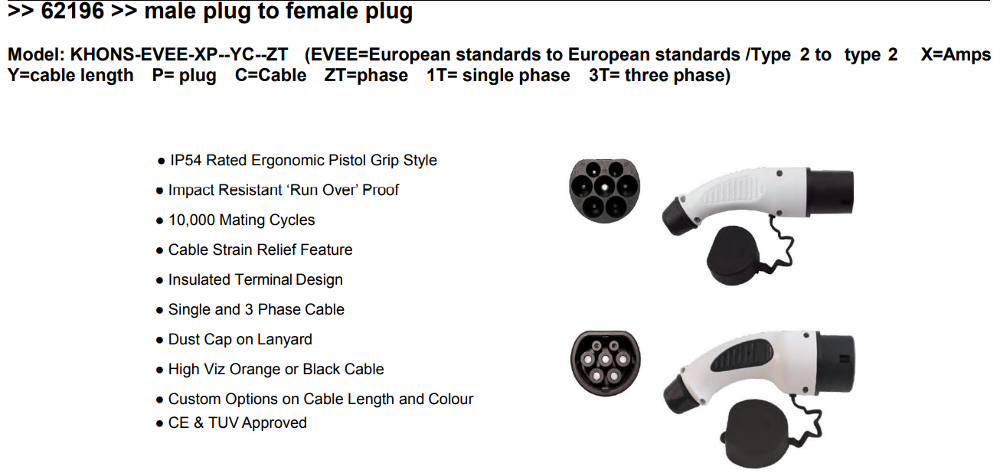 >> 62196 >> male plug to female plug
Model: KHONS-EVEE-XP--YC--ZT (EVEE=European standards to European standards /Type 2 to type 2 X=Amps
Y=cable length P= plug C=Cable ZT=phase 1T= single phase 3T= three phase)
● IP54 Rated Ergonomic Pistol Grip Style
● Impact Resistant ‘Run Over’ Proof
● 10,000 Mating Cycles
● Cable Strain Relief Feature
● Insulated Terminal Design
● Single and 3 Phase Cable
● Dust Cap on Lanyard
● High Viz Orange or Black Cable
● Custom Options on Cable Length and Colour
● CE & TUV Approved